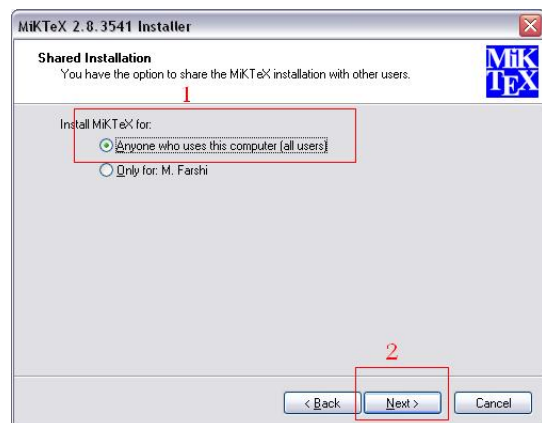 MiKTeX 2.8.3541 Installer
Shared Installation
You have the option to share the MiKTeX installation with other users.
MiK
TEX
1
Install MiKTeX for:
Anyone who uses this computer (all users)
Only for: M. Farshi
2
< Back
Next >
Cancel